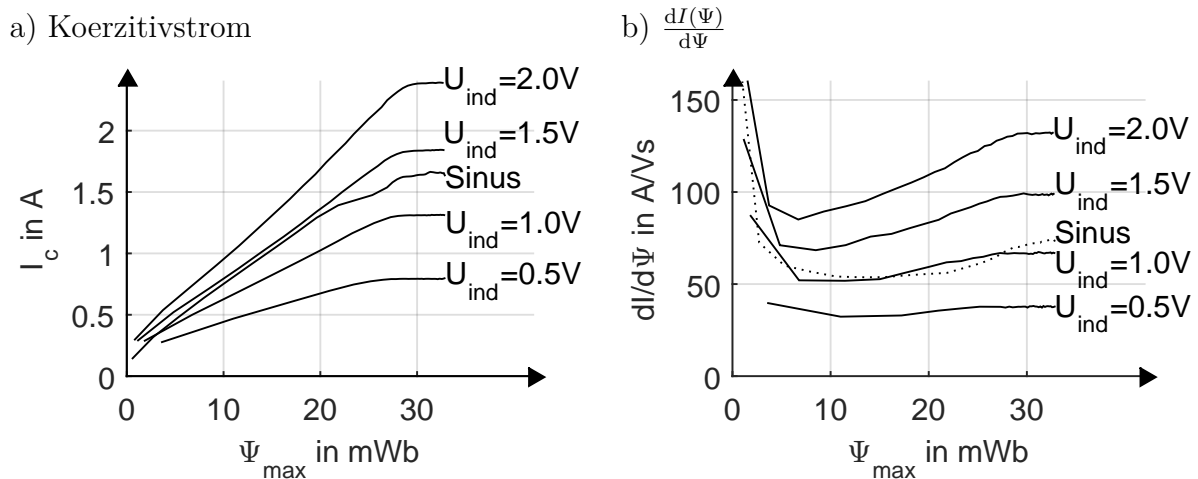 a) Koerzitivstrom
I_c in A
2
1.5
1
0.5
0
0 10 20 30
Ψ_max in mWb
U_ind=2.0V
U_ind=1.5V
Sinus
U_ind=1.0V
U_ind=0.5V
b) dI(Ψ)/dΨ
dI/dΨ in A/Vs
150
100
50
0
0 10 20 30
Ψ_max in mWb
U_ind=2.0V
U_ind=1.5V
Sinus
U_ind=1.0V
U_ind=0.5V